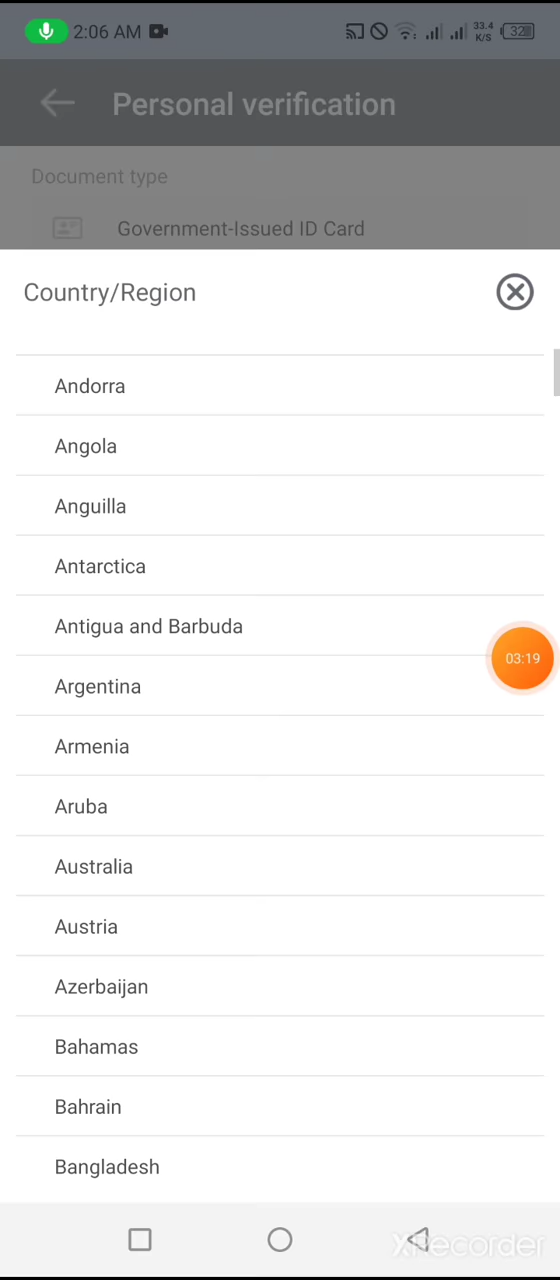 2:06 AM
33.4
K/S
32
Personal verification
Document type
Government-Issued ID Card
Country/Region
Andorra
Angola
Anguilla
Antarctica
Antigua and Barbuda
03:19
Argentina
Armenia
Aruba
Australia
Austria
Azerbaijan
Bahamas
Bahrain
Bangladesh
XRecorder